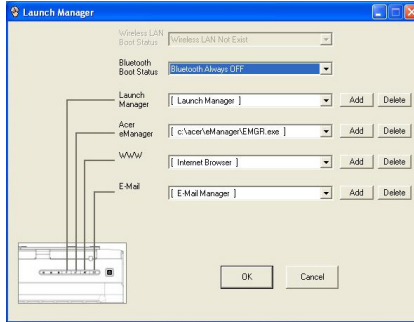 Launch Manager
Wireless LAN
Boot Status
Wireless LAN Not Exist
Bluetooth
Boot Status
Bluetooth Always OFF
Launch
Manager
[ Launch Manager ]
Add
Delete
Acer
eManager
[ c:\acer\eManager\EMGR.exe ]
Add
Delete
WWW
[ Internet Browser ]
Add
Delete
E-Mail
[ E-Mail Manager ]
Add
Delete
OK
Cancel